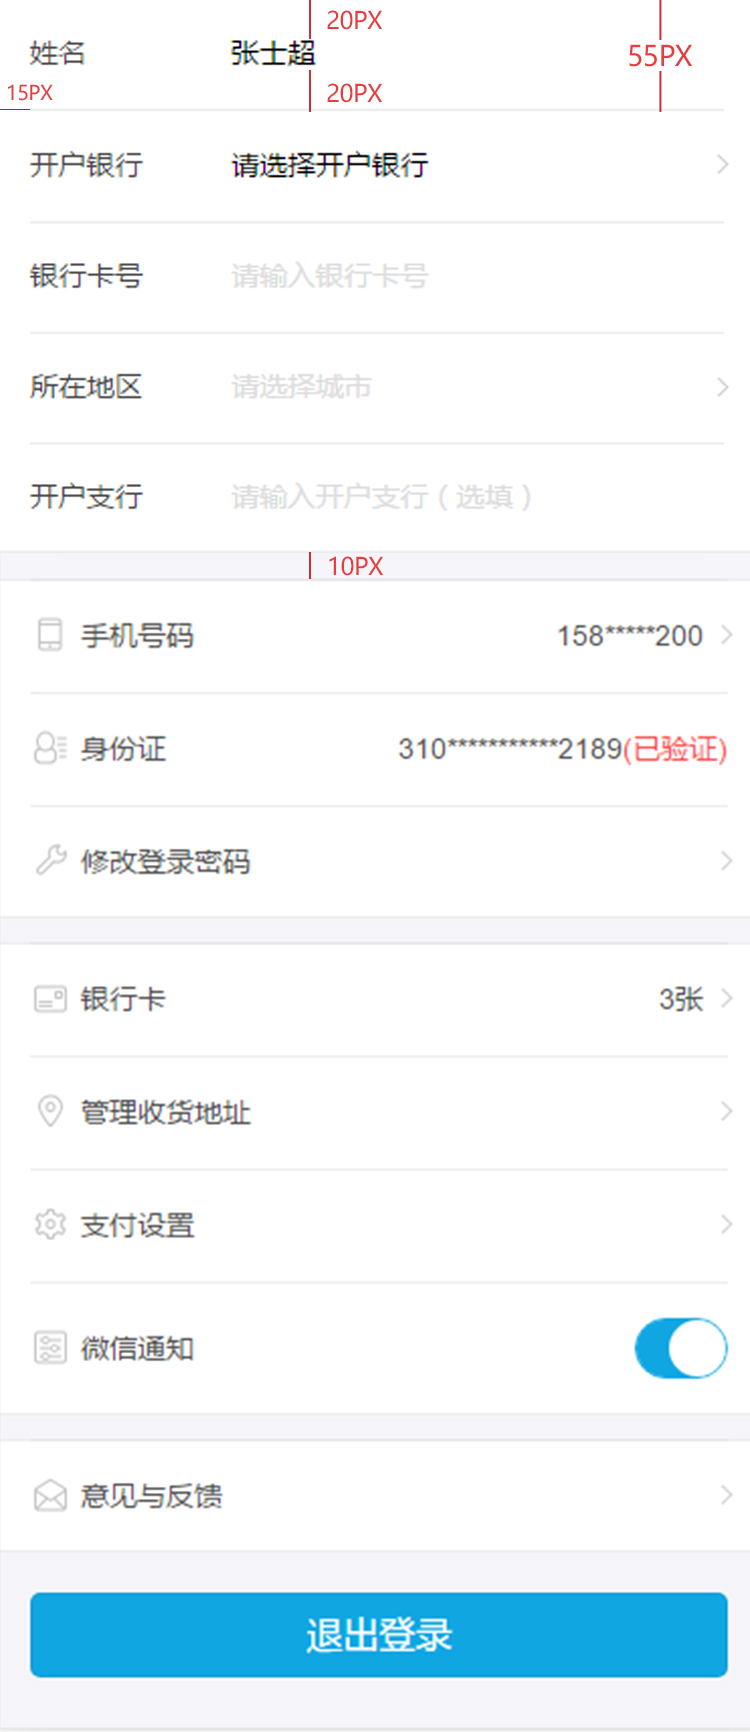 20PX
姓名 张士超 55PX
15PX 20PX
开户银行 请选择开户银行
银行卡号 请输入银行卡号
所在地区 请选择城市
开户支行 请输入开户支行（选填）
10PX
手机号码 158*****200
身份证 310***********2189(已验证)
修改登录密码
银行卡 3张
管理收货地址
支付设置
微信通知
意见与反馈
退出登录